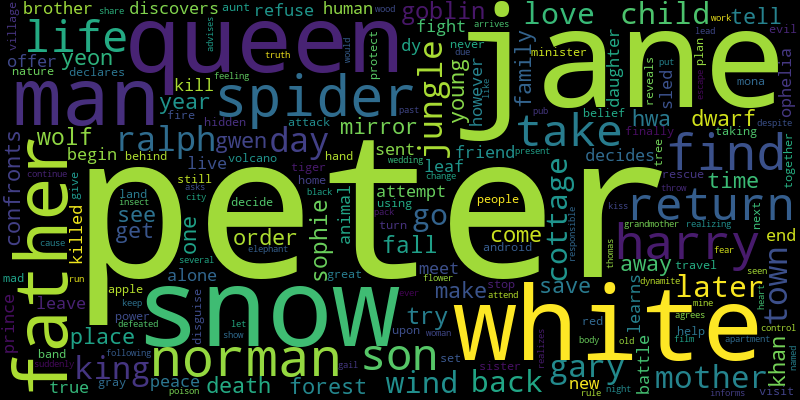 brother discovers queen refuse human goblin love child tell
share aunt village life yeon dy fight never jane
offer declares man kill spider protect jungle young however family minister reveals daughter plan evil
nature year fire hidden attack mirror truth feeling would past
wolf ralph gwen day sent friend take hwa sled dwarf mona ophelia
begin behind live volcano tiger hand wedding leaf decides belief finally find
confronts father killed peter sophie animal attempt using go cottage tree time taking together
see get one still land insect city decide home black order fall come people return rescue kiss next
cause several alone elephant great turn meet flower android harry grandmother realizing end
mad run apple snow upon white away travel fear town
prince leave power disguise make stop save learns later
place band defeated let show try woman attend red help control
king norman son wind back gary new mother khan
true gray peace death forest set sister body old battle film apartment
following suddenly poison gail realizes night rule informs visit named
continue give keep asks wood advises work lead put despite due like arrives pub present change pack ever responsible thomas throw escape seen dynamite mine agrees heart